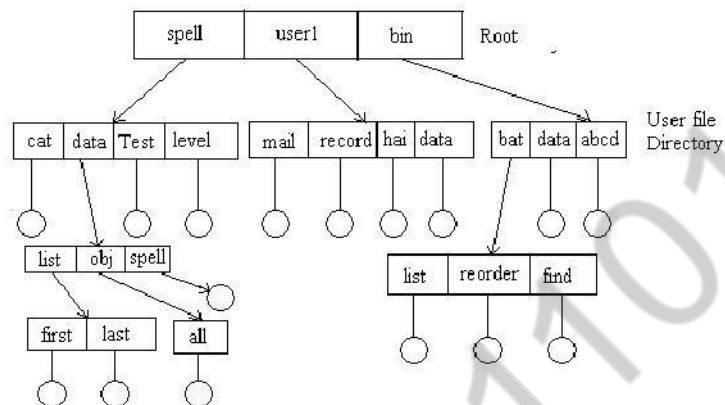 spell user1 bin Root
User file
Directory
cat data Test level mail record hai data bat data abcd
list obj spell
list reorder find
first last all
1101